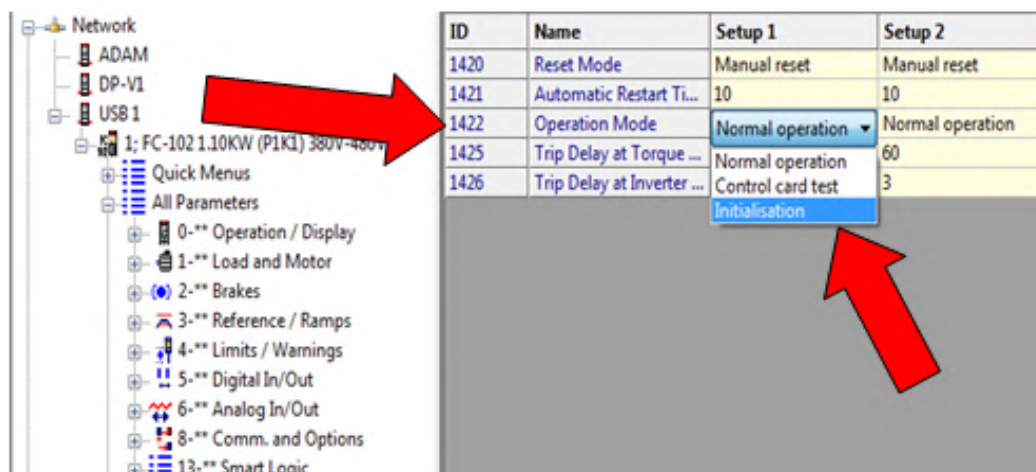 Network
ADAM
DP-V1
USB 1
1; FC-102 1.10KW (P1K1) 380V-480V
Quick Menus
All Parameters
0-** Operation / Display
1-** Load and Motor
2-** Brakes
3-** Reference / Ramps
4-** Limits / Warnings
5-** Digital In/Out
6-** Analog In/Out
8-** Comm. and Options
13-** Smart Logic
ID Name Setup 1 Setup 2
1420 Reset Mode Manual reset Manual reset
1421 Automatic Restart Ti... 10 10
1422 Operation Mode Normal operation Normal operation
1425 Trip Delay at Torque ... Normal operation 60
1426 Trip Delay at Inverter ... Control card test 3
Initialisation